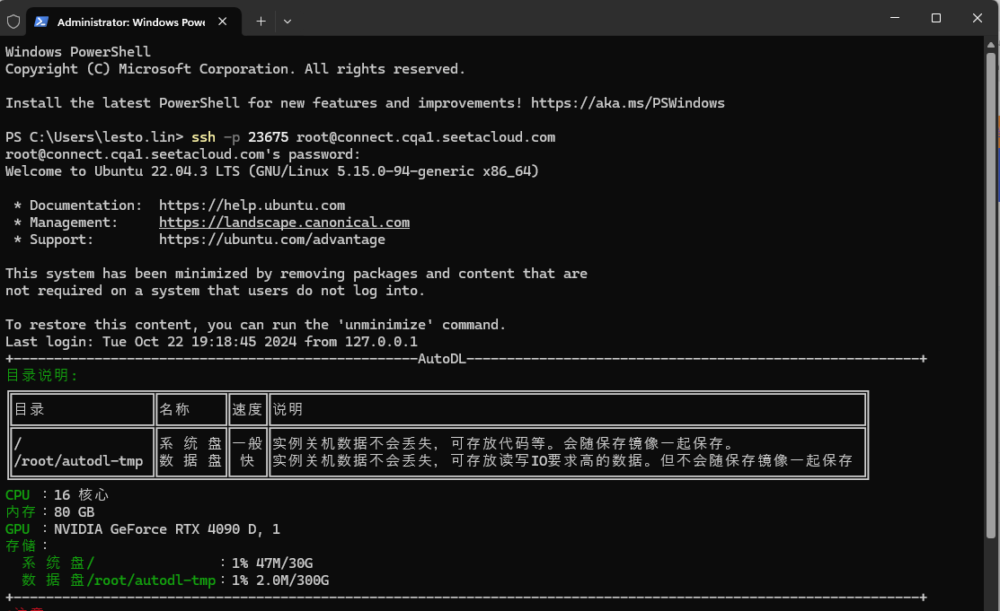 Administrator: Windows Powe
Windows PowerShell
Copyright (C) Microsoft Corporation. All rights reserved.
Install the latest PowerShell for new features and improvements! https://aka.ms/PSWindows
PS C:\Users\lesto.lin> ssh -p 23675 root@connect.cqa1.seetacloud.com
root@connect.cqa1.seetacloud.com's password:
Welcome to Ubuntu 22.04.3 LTS (GNU/Linux 5.15.0-94-generic x86_64)
* Documentation:  https://help.ubuntu.com
* Management:     https://landscape.canonical.com
* Support:        https://ubuntu.com/advantage
This system has been minimized by removing packages and content that are
not required on a system that users do not log into.
To restore this content, you can run the 'unminimize' command.
Last login: Tue Oct 22 19:18:45 2024 from 127.0.0.1
+--------------------------------------------------AutoDL--------------------------------------------------------+
目录说明:
目录 名称 速度 说明
/ 系 统 盘 一般 实例关机数据不会丢失，可存放代码等。会随保存镜像一起保存。
/root/autodl-tmp 数 据 盘 快 实例关机数据不会丢失，可存放读写IO要求高的数据。但不会随保存镜像一起保存
CPU ：16 核心
内存：80 GB
GPU ：NVIDIA GeForce RTX 4090 D, 1
存储：
系 统 盘/ ：1% 47M/30G
数 据 盘/root/autodl-tmp：1% 2.0M/300G
+----------------------------------------------------------------------------------------------------------------+